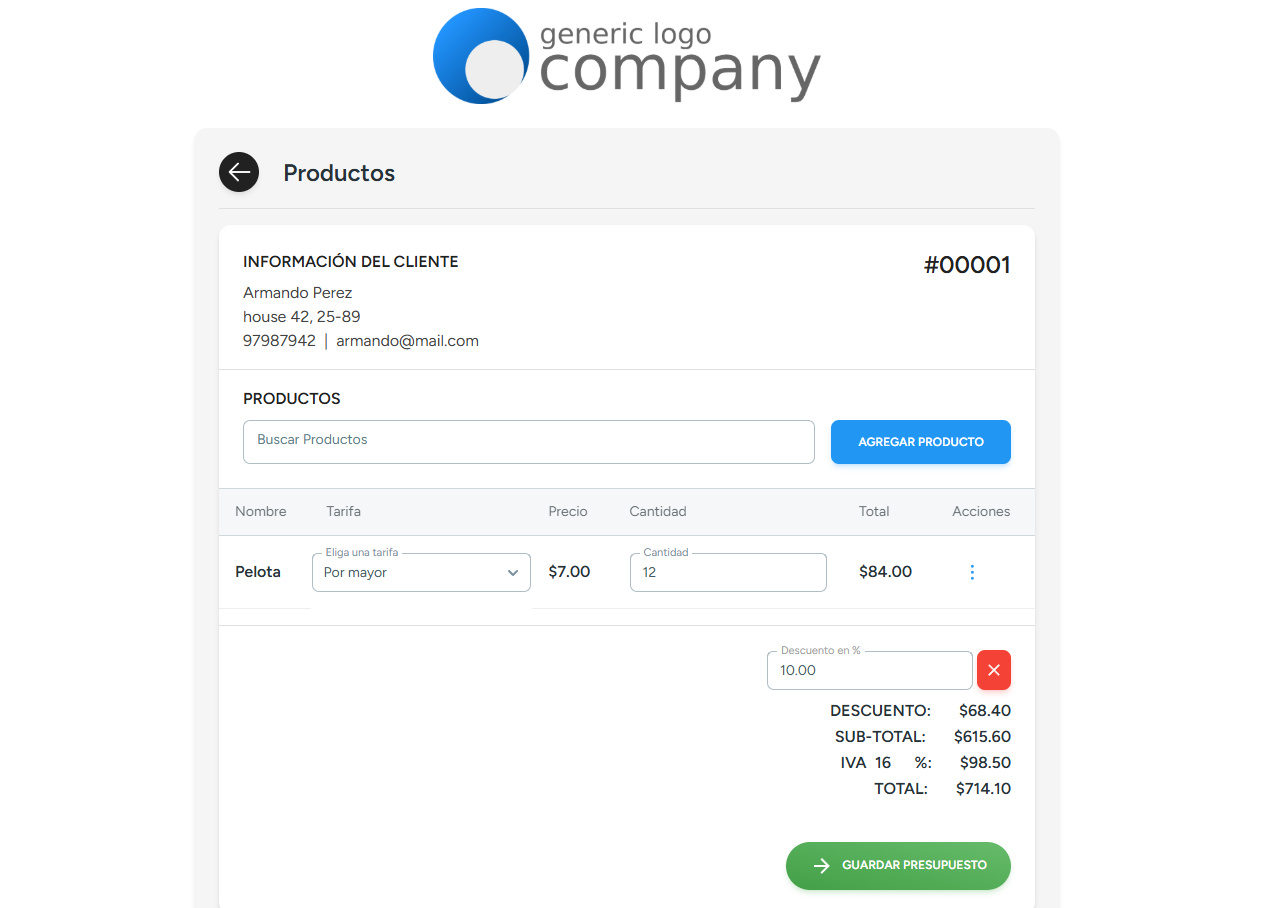 generic logo
company
Productos
INFORMACIÓN DEL CLIENTE
#00001
Armando Perez
house 42, 25-89
97987942 | armando@mail.com
PRODUCTOS
Buscar Productos
AGREGAR PRODUCTO
Nombre Tarifa Precio Cantidad Total Acciones
Eliga una tarifa Cantidad
Pelota Por mayor $7.00 12 $84.00
Descuento en %
10.00
DESCUENTO: $68.40
SUB-TOTAL: $615.60
IVA 16 %: $98.50
TOTAL: $714.10
GUARDAR PRESUPUESTO